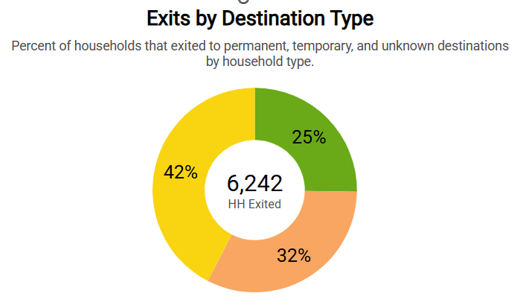 Exits by Destination Type
Percent of households that exited to permanent, temporary, and unknown destinations
by household type.
25%
42%
6,242
HH Exited
32%